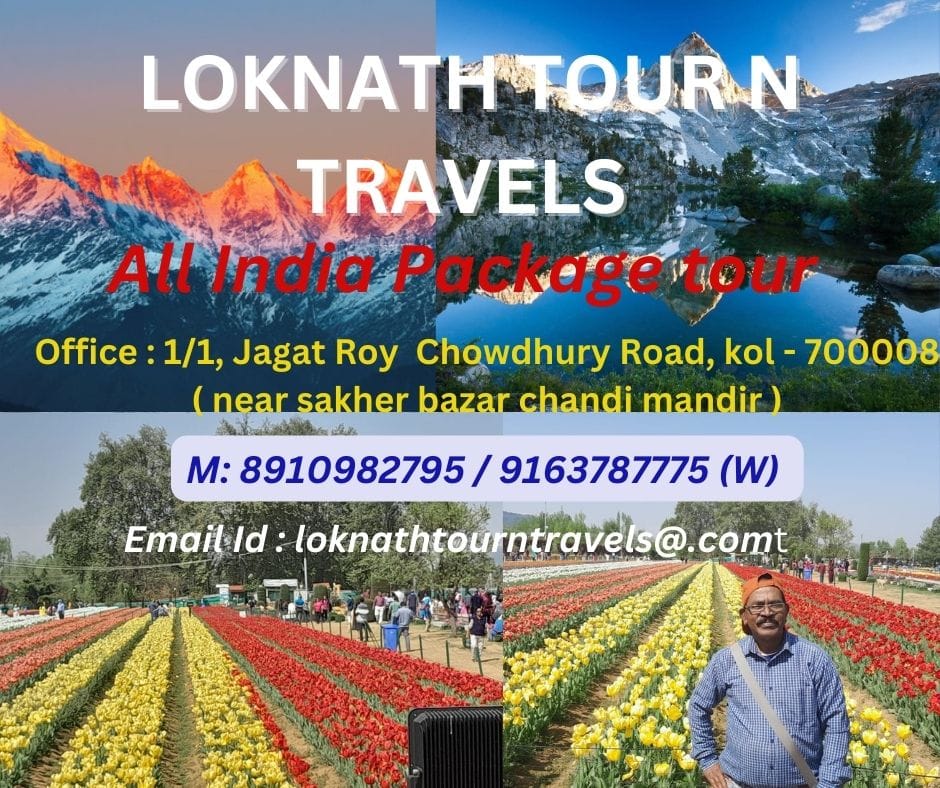 LOKNATH TOUR N
TRAVELS
All India Package tour
Office : 1/1, Jagat Roy Chowdhury Road, kol - 700008
( near sakher bazar chandi mandir )
M: 8910982795 / 9163787775 (W)
Email Id : loknathtourntravels@.comt